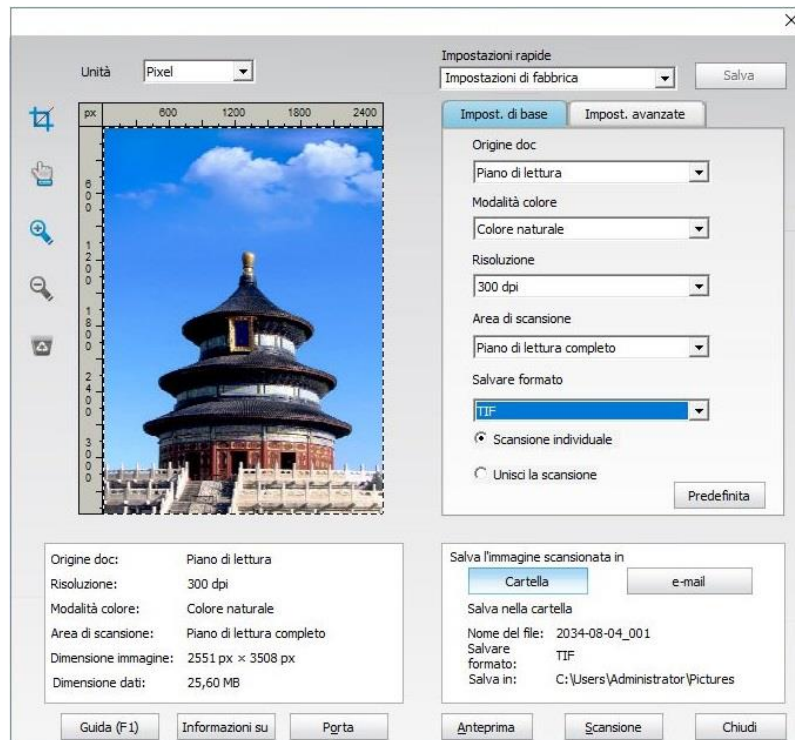 Unità Pixel
Impostazioni rapide
Impostazioni di fabbrica Salva
px 600 1200 1800 2400
600
1200
1800
2400
3000
Impost. di base Impost. avanzate
Origine doc
Piano di lettura
Modalità colore
Colore naturale
Risoluzione
300 dpi
Area di scansione
Piano di lettura completo
Salvare formato
TIF
Scansione individuale
Unisci la scansione
Predefinita
Origine doc: Piano di lettura
Risoluzione: 300 dpi
Modalità colore: Colore naturale
Area di scansione: Piano di lettura completo
Dimensione immagine: 2551 px × 3508 px
Dimensione dati: 25,60 MB
Salva l'immagine scansionata in
Cartella e-mail
Salva nella cartella
Nome del file: 2034-08-04_001
Salvare
formato: TIF
Salva in: C:\Users\Administrator\Pictures
Guida (F1) Informazioni su Porta
Anteprima Scansione Chiudi